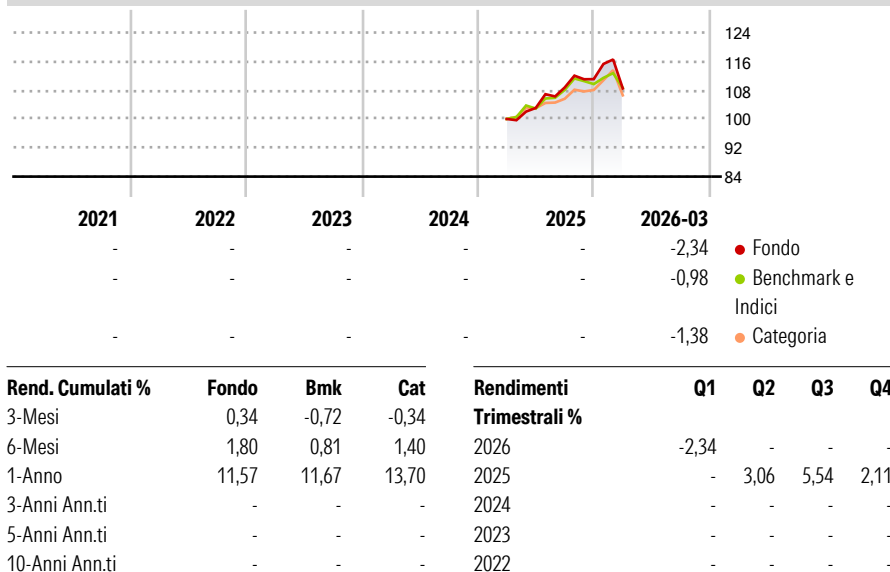 124
116
108
100
92
84
2021 2022 2023 2024 2025 2026-03
- - - - - -2,34 Fondo
- - - - - -0,98 Benchmark e
Indici
- - - - - -1,38 Categoria
Rend. Cumulati % Fondo Bmk Cat
3-Mesi 0,34 -0,72 -0,34
6-Mesi 1,80 0,81 1,40
1-Anno 11,57 11,67 13,70
3-Anni Ann.ti - - -
5-Anni Ann.ti - - -
10-Anni Ann.ti - - -
Rendimenti Q1 Q2 Q3 Q4
Trimestrali %
2026 -2,34 - - -
2025 - 3,06 5,54 2,11
2024 - - - -
2023 - - - -
2022 - - - -